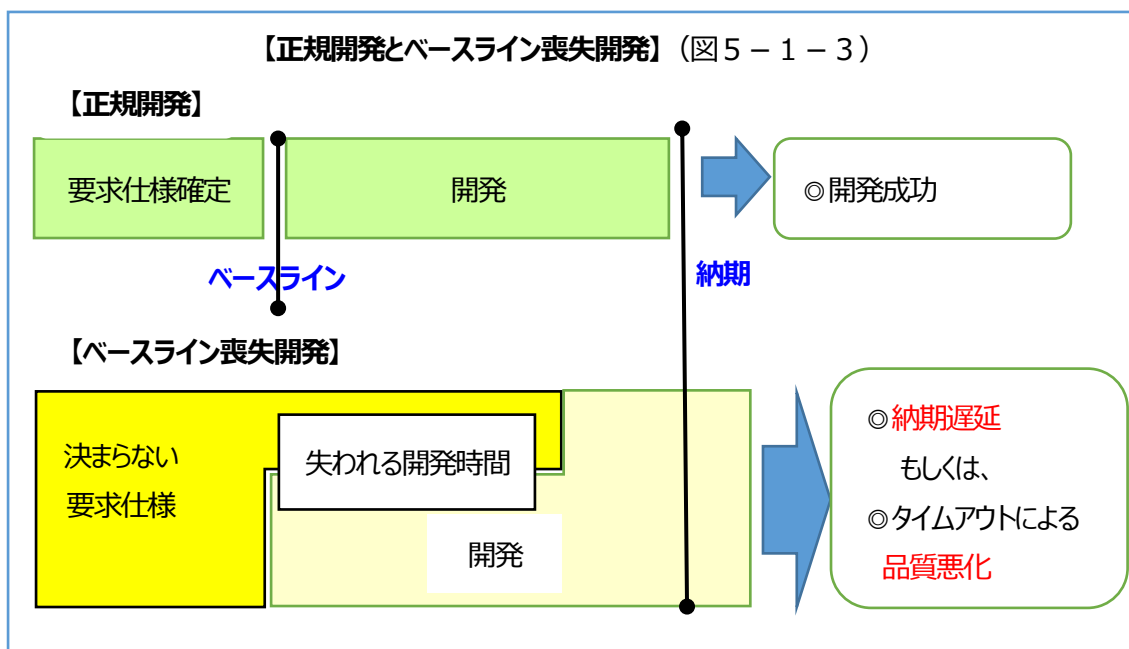 【正規開発とベースライン喪失開発】（図５－１－３）
【正規開発】
要求仕様確定
開発
◎開発成功
ベースライン
納期
【ベースライン喪失開発】
決まらない
要求仕様
失われる開発時間
開発
◎納期遅延
もしくは、
◎タイムアウトによる
品質悪化